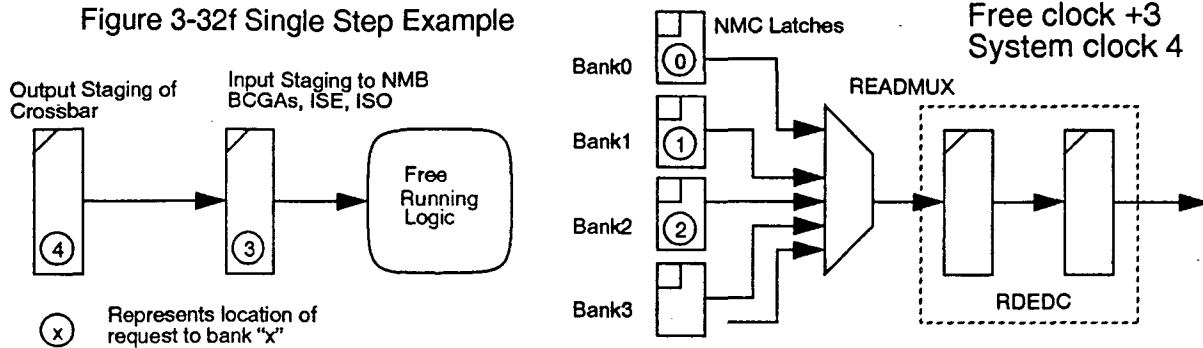 Figure 3-32f Single Step Example
Free clock +3
System clock 4
Output Staging of
Crossbar
Input Staging to NMB
BCGAs, ISE, ISO
Free
Running
Logic
4
3
x
Represents location of
request to bank "x"
NMC Latches
Bank0
0
Bank1
1
Bank2
2
Bank3
READMUX
RDEDC